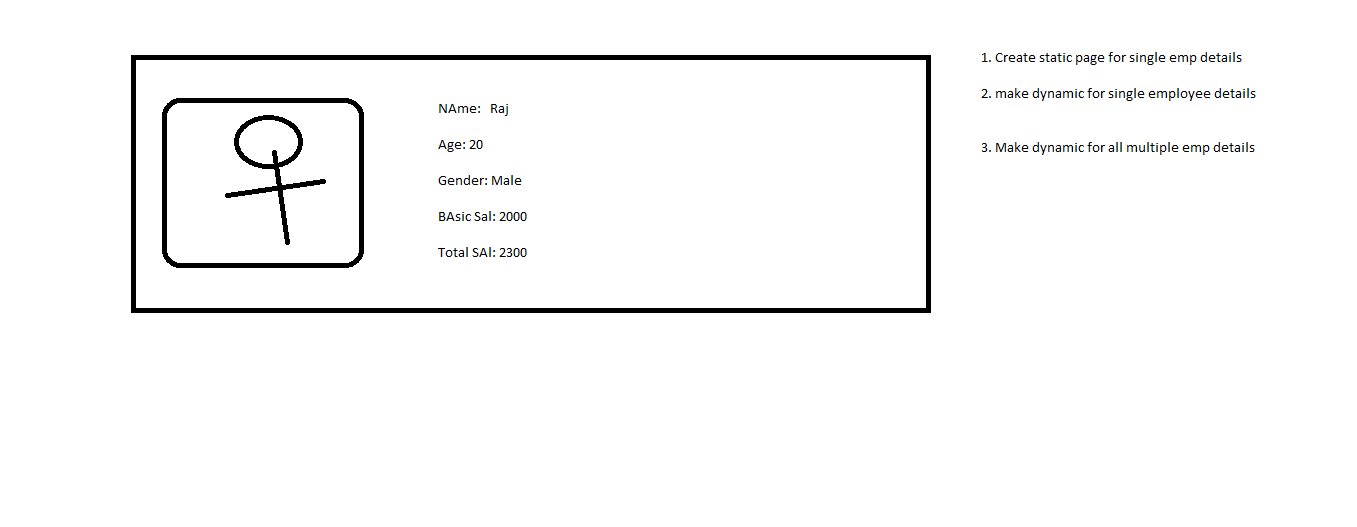 NAme: Raj
Age: 20
Gender: Male
BAsic Sal: 2000
Total SAl: 2300
1. Create static page for single emp details
2. make dynamic for single employee details
3. Make dynamic for all multiple emp details